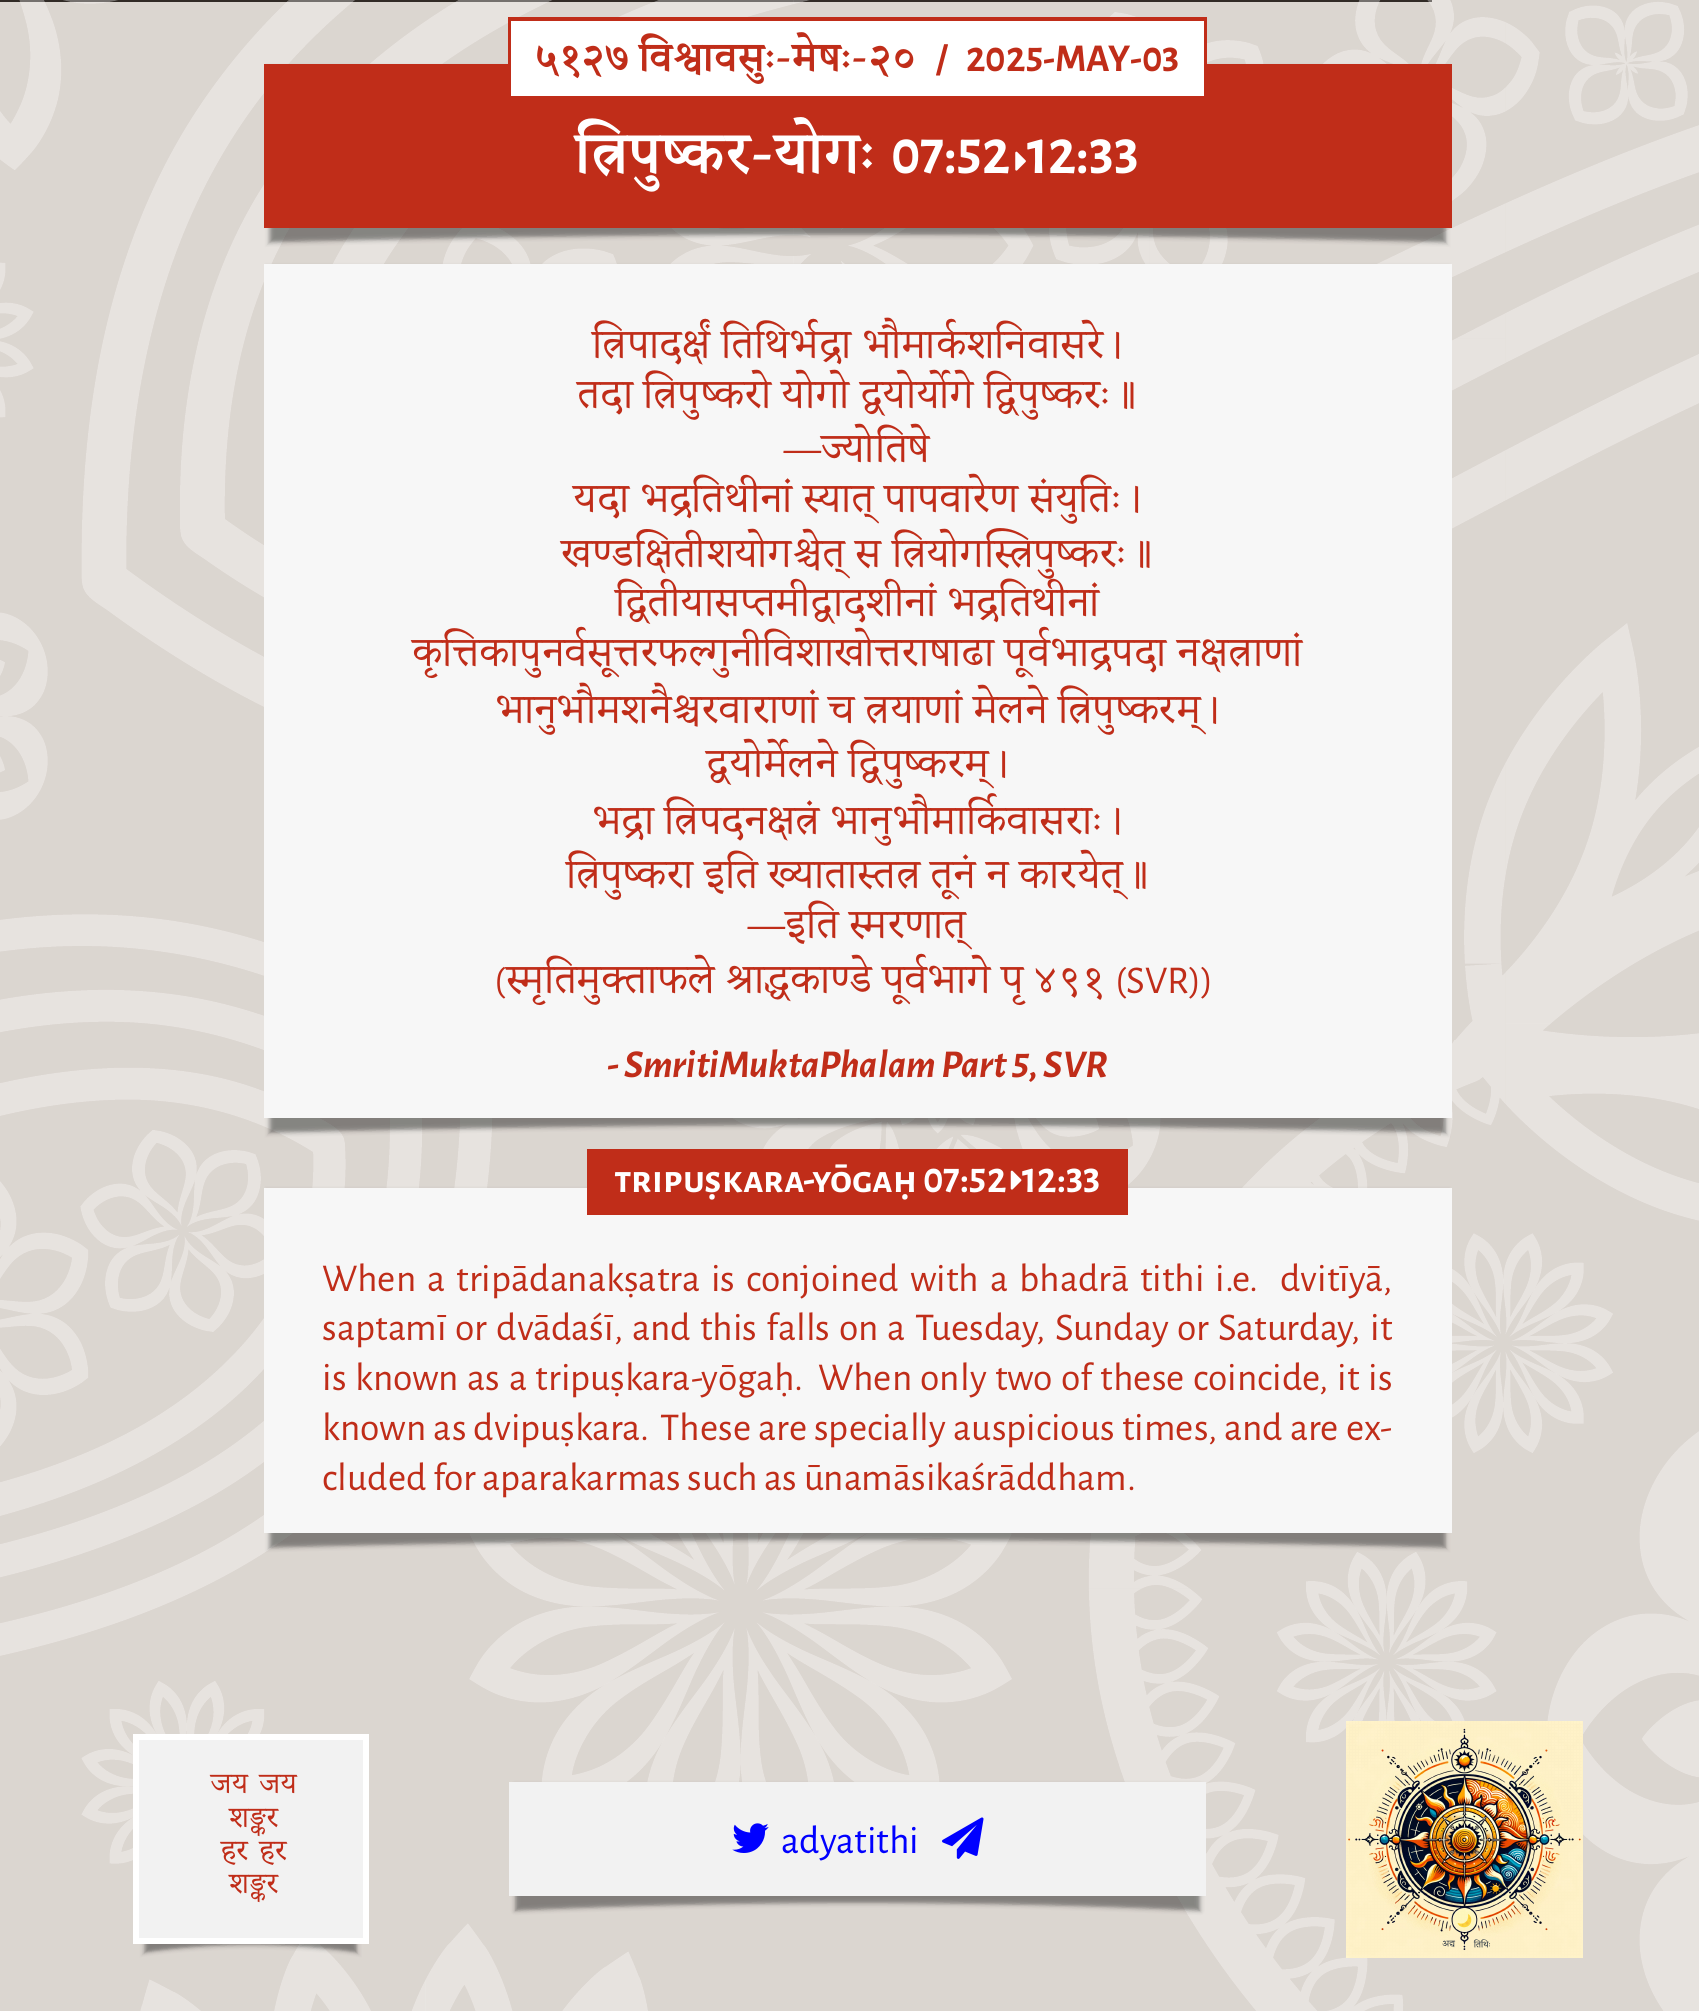 ५१२७ विश्वावसुः-मेषः-२० / 2025-MAY-03
त्रिपुष्कर-योगः 07:52▸12:33
त्रिपादर्क्षं तिथिर्भद्रा भौमार्कशनिवासरे।
तदा त्रिपुष्करो योगो द्वयोर्योगे द्विपुष्करः॥
—ज्योतिषे
यदा भद्रतिथीनां स्यात् पापवारेण संयुतिः।
खण्डक्षितीशयोगश्चेत् स त्रियोगस्त्रिपुष्करः॥
द्वितीयासप्तमीद्वादशीनां भद्रतिथीनां
कृत्तिकापुनर्वसूत्तरफल्गुनीविशाखोत्तराषाढा पूर्वभाद्रपदा नक्षत्राणां
भानुभौमशनैश्चरवाराणां च त्रयाणां मेलने त्रिपुष्करम्।
द्वयोर्मेलने द्विपुष्करम्।
भद्रा त्रिपदनक्षत्रं भानुभौमार्किवासराः।
त्रिपुष्करा इति ख्यातास्तत्र तूनं न कारयेत्॥
—इति स्मरणात्
(स्मृतिमुक्ताफले श्राद्धकाण्डे पूर्वभागे पृ ४९१ (SVR))
- SmritiMuktaPhalam Part 5, SVR
TRIPUṢKARA-YŌGAḤ 07:52▸12:33
When a tripādanakṣatra is conjoined with a bhadrā tithi i.e. dvitīyā,
saptamī or dvādaśī, and this falls on a Tuesday, Sunday or Saturday, it
is known as a tripuṣkara-yōgaḥ. When only two of these coincide, it is
known as dvipuṣkara. These are specially auspicious times, and are ex-
cluded for aparakarmas such as ūnamāsikaśrāddham.
जय जय
शङ्कर
हर हर
शङ्कर
adyatithi
अद्य तिथिः